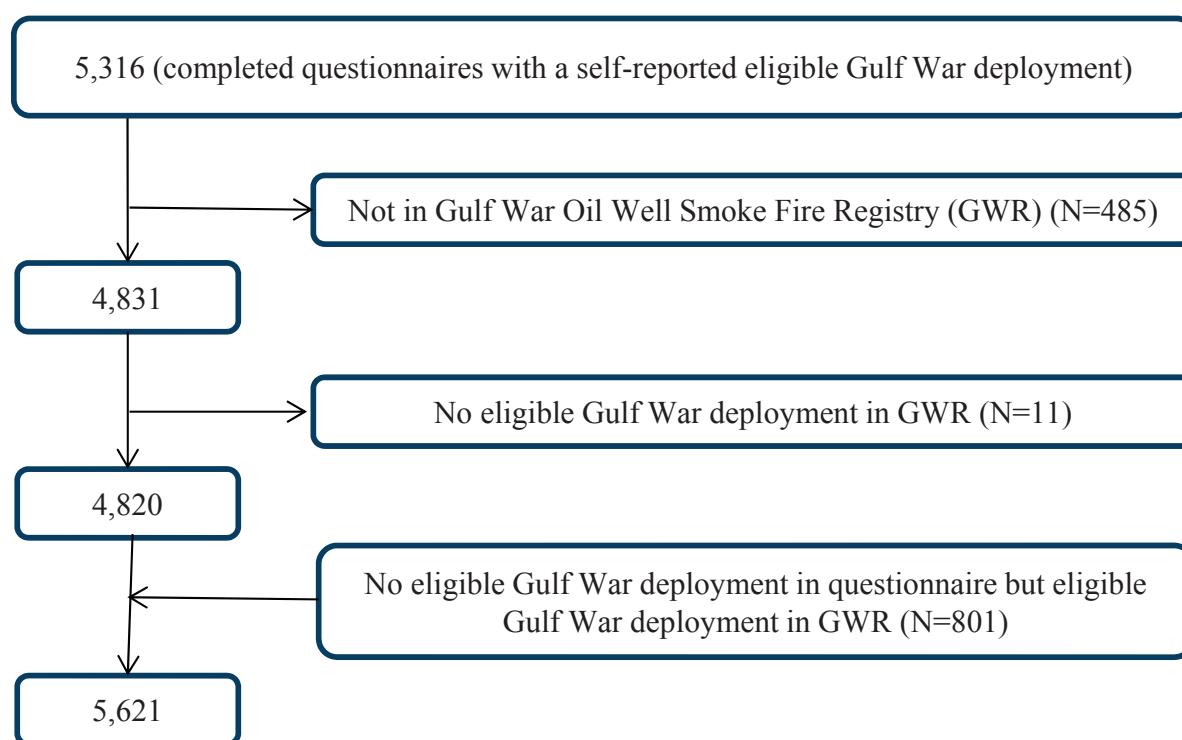 5,316 (completed questionnaires with a self-reported eligible Gulf War deployment)
Not in Gulf War Oil Well Smoke Fire Registry (GWR) (N=485)
4,831
No eligible Gulf War deployment in GWR (N=11)
4,820
No eligible Gulf War deployment in questionnaire but eligible
Gulf War deployment in GWR (N=801)
5,621